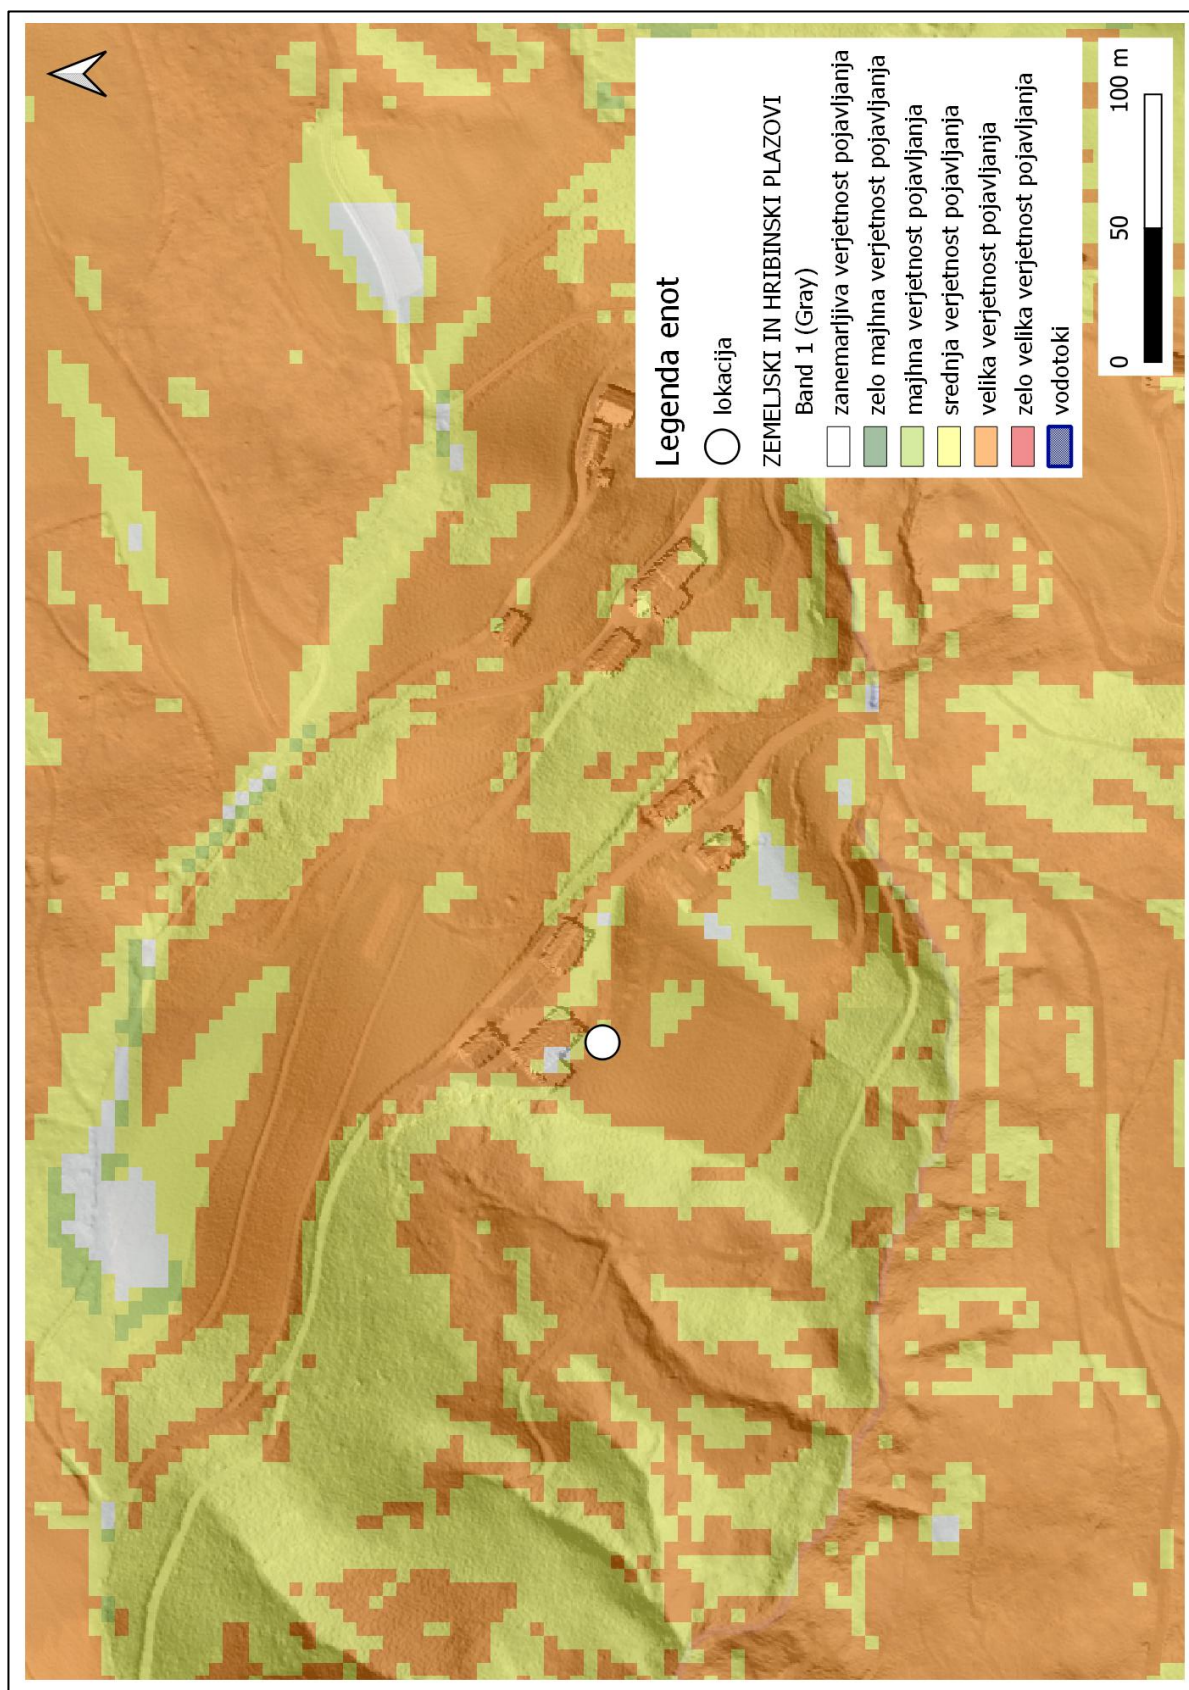 Legenda enot
lokacija
ZEMELJSKI IN HRIBINSKI PLAZOVI
Band 1 (Gray)
zanemarljiva verjetnost pojavljanja
zelo majhna verjetnost pojavljanja
majhna verjetnost pojavljanja
srednja verjetnost pojavljanja
velika verjetnost pojavljanja
zelo velika verjetnost pojavljanja
vodotoki
0 50 100 m